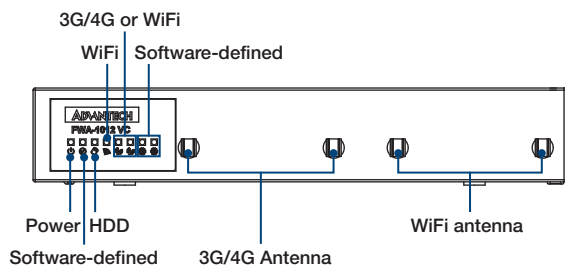 3G/4G or WiFi
WiFi Software-defined
ADVANTECH
FWA-1012 VC
Power HDD
WiFi antenna
Software-defined
3G/4G Antenna